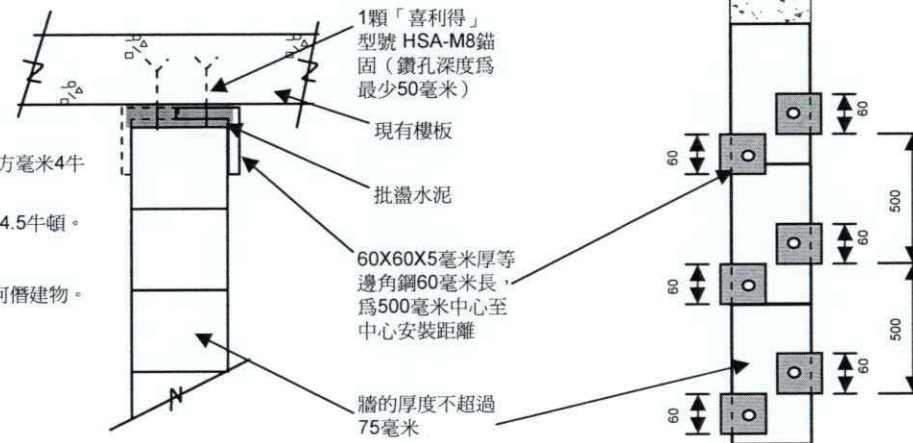 方毫米4牛
4.5牛頓。
可僭建物。
1顆「喜利得」
型號 HSA-M8錨
固（鑽孔深度爲
最少50毫米）
現有樓板
批盪水泥
60X60X5毫米厚等
邊角鋼60毫米長，
爲500毫米中心至
中心安裝距離
牆的厚度不超過
75毫米
60
60
500
60
60
500
60
60